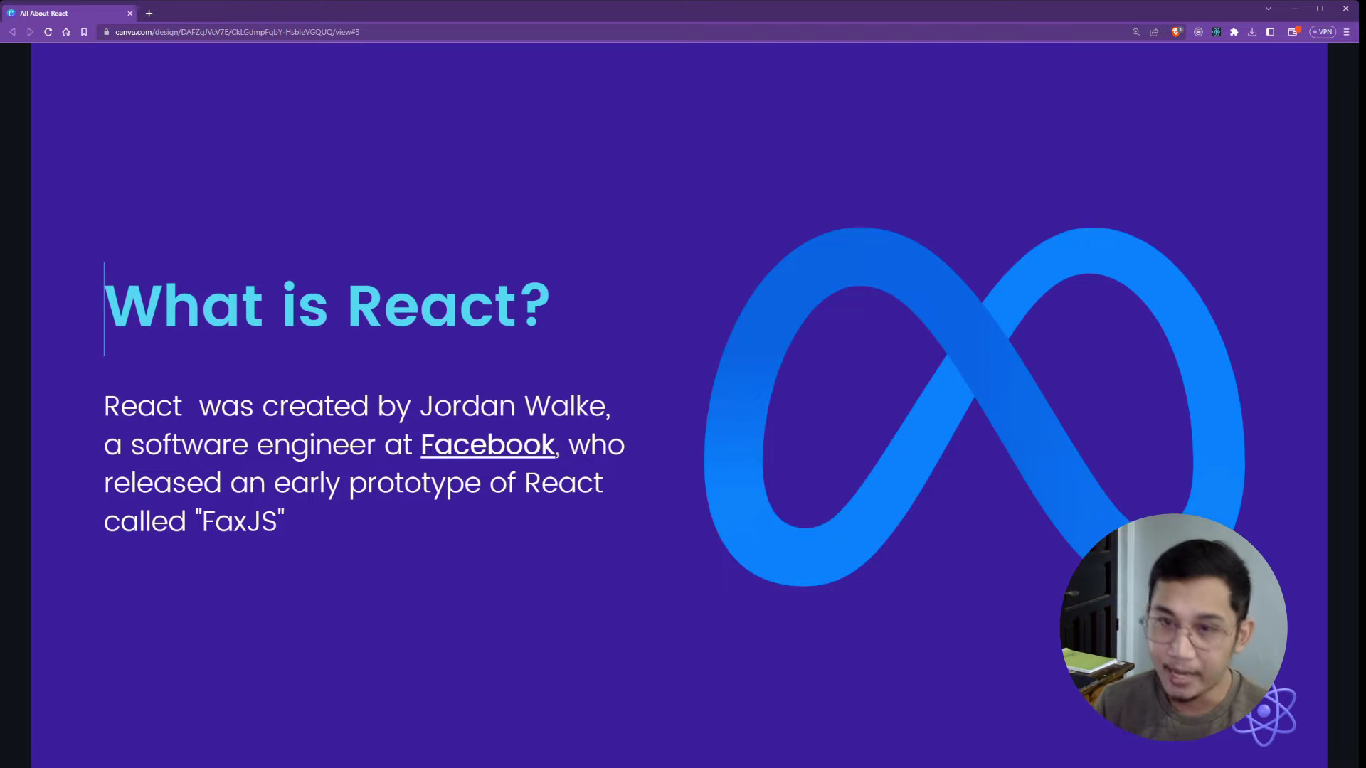 All About React
What is React?
React was created by Jordan Walke,
a software engineer at Facebook, who
released an early prototype of React
called "FaxJS"
VPN